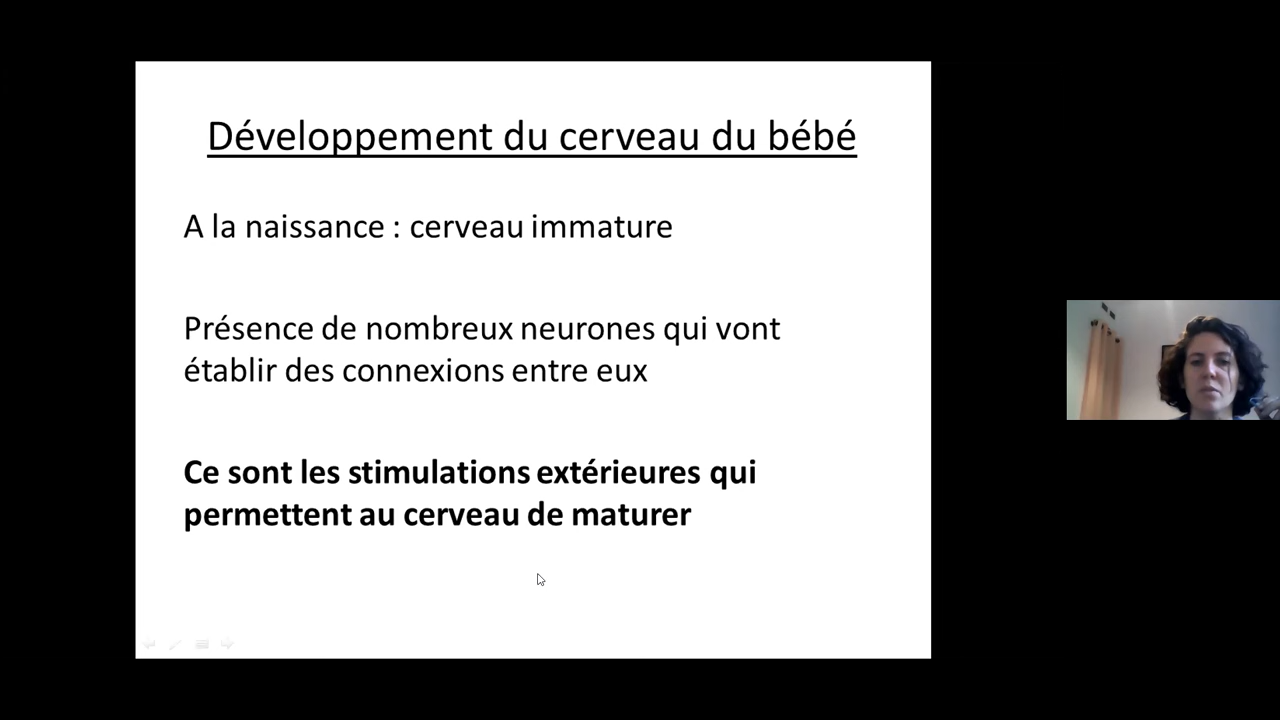 Développement du cerveau du bébé
A la naissance : cerveau immature
Présence de nombreux neurones qui vont
établir des connexions entre eux
Ce sont les stimulations extérieures qui
permettent au cerveau de maturer